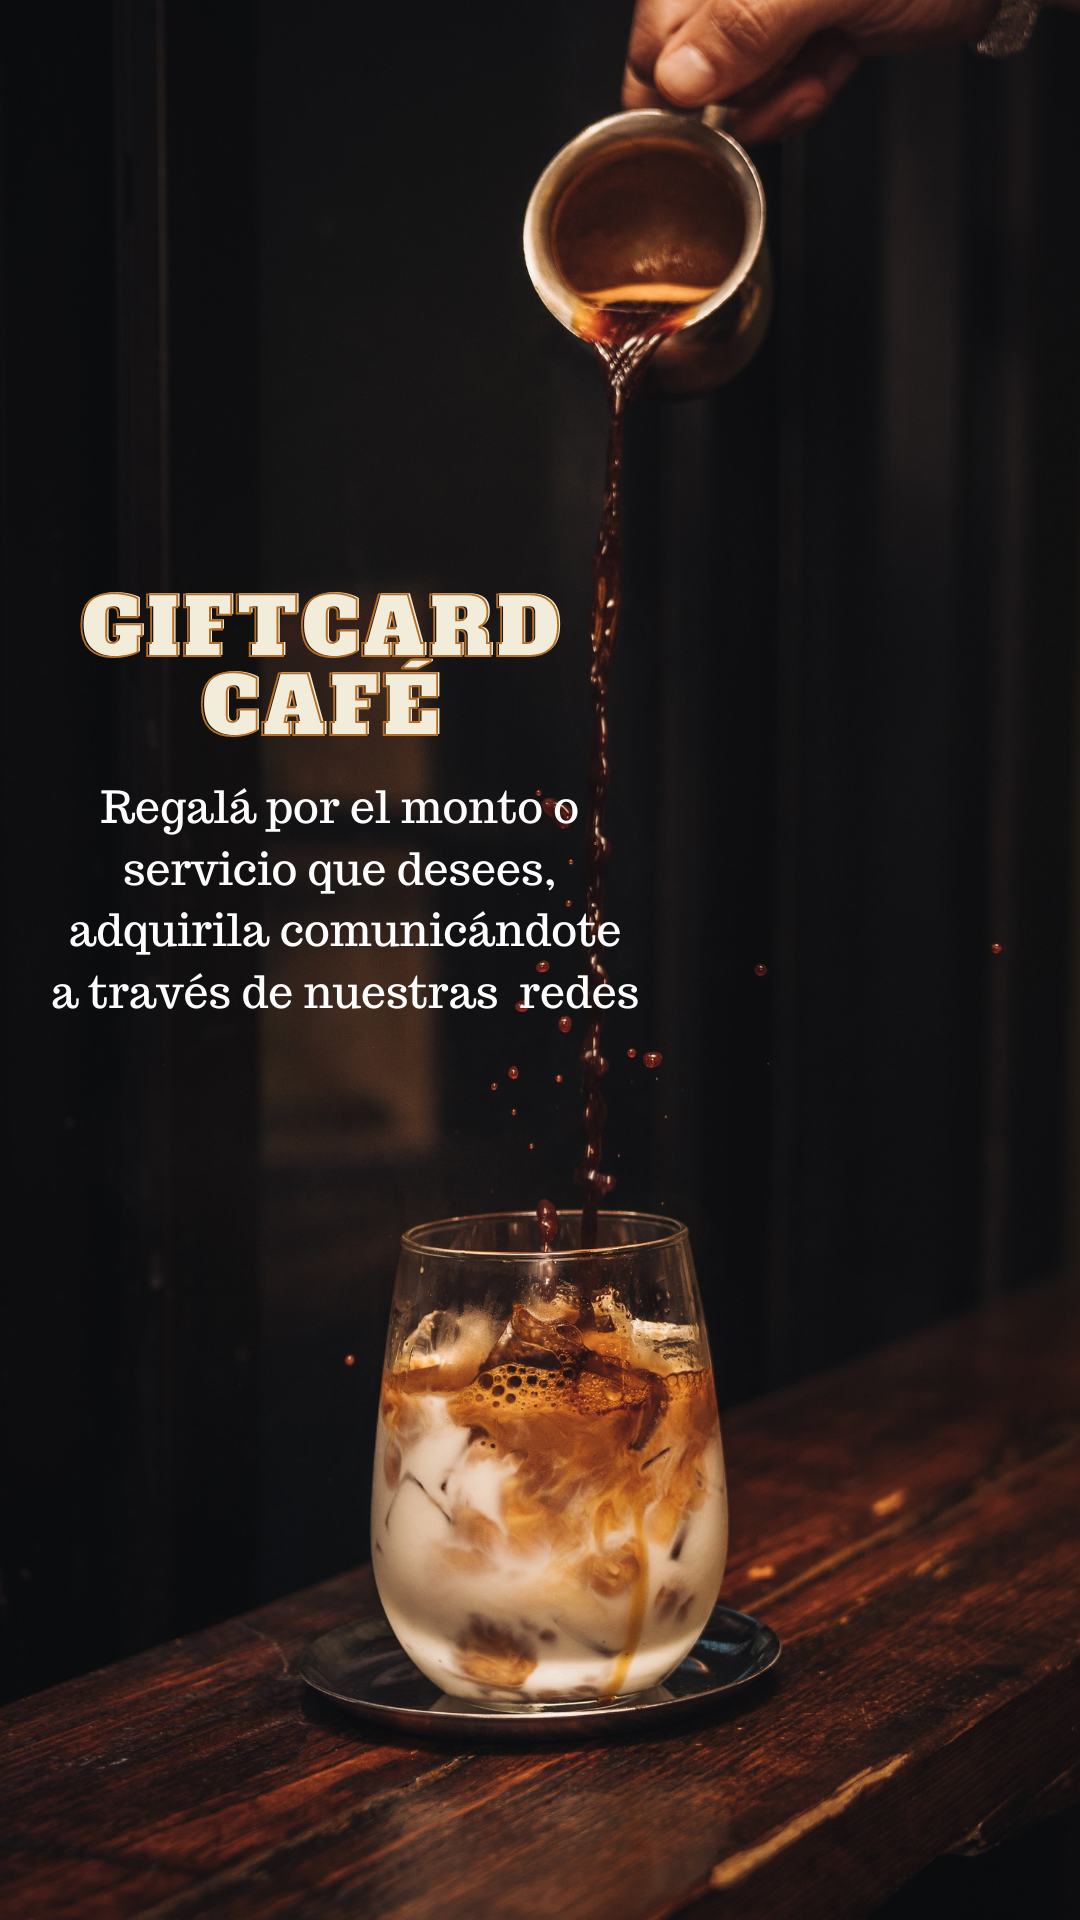 GIFTCARD
CAFÉ
Regalá por el monto o
servicio que desees,
adquirila comunicándote
a través de nuestras  redes